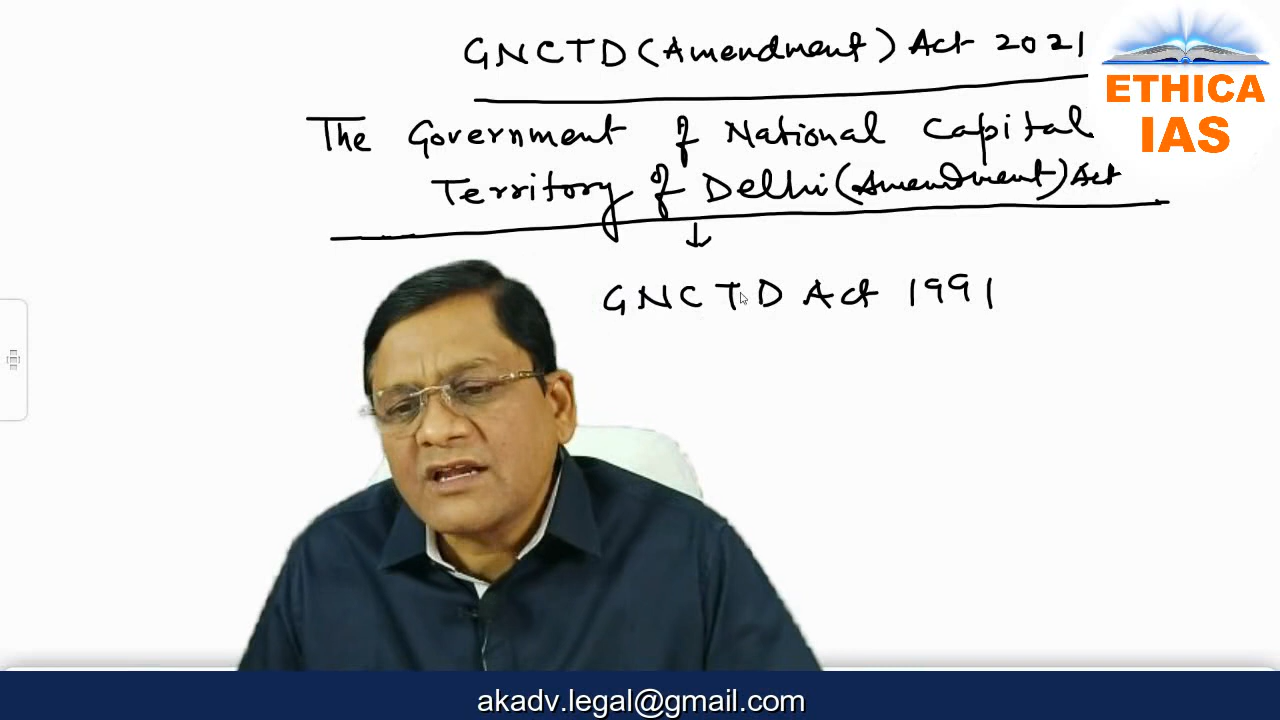 GNCTD (Amendment) Act 2021
ETHICA
IAS
The Government of National Capital
Territory of Delhi (Amendment) Act
GNCTD Act 1991
akadv.legal@gmail.com